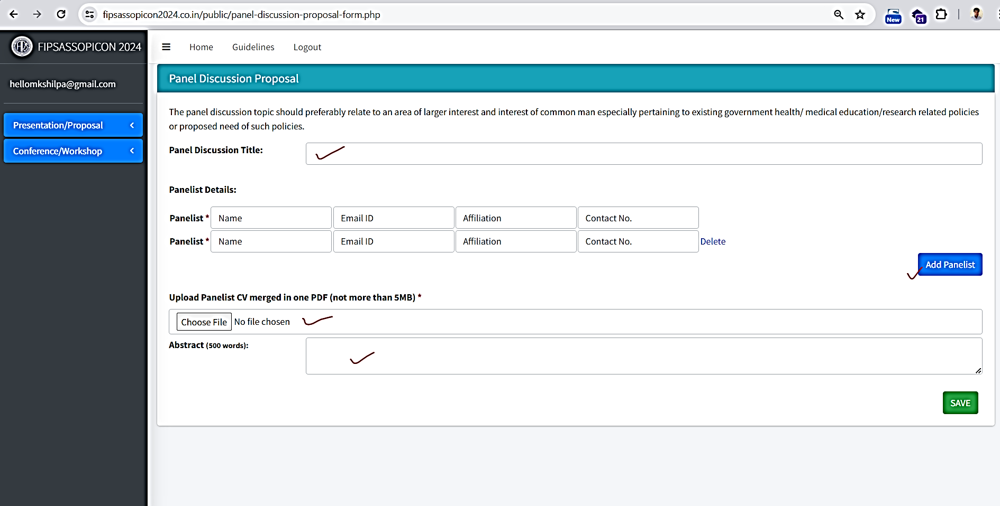 fipsassopicon2024.co.in/public/panel-discussion-proposal-form.php
New
21
FIPSASSOPICON 2024
Home Guidelines Logout
hellomkshilpa@gmail.com
Presentation/Proposal
Conference/Workshop
Panel Discussion Proposal
The panel discussion topic should preferably relate to an area of larger interest and interest of common man especially pertaining to existing government health/ medical education/research related policies
or proposed need of such policies.
Panel Discussion Title:
Panelist Details:
Panelist * Name Email ID Affiliation Contact No.
Panelist * Name Email ID Affiliation Contact No. Delete
Add Panelist
Upload Panelist CV merged in one PDF (not more than 5MB) *
Choose File No file chosen
Abstract (500 words):
SAVE